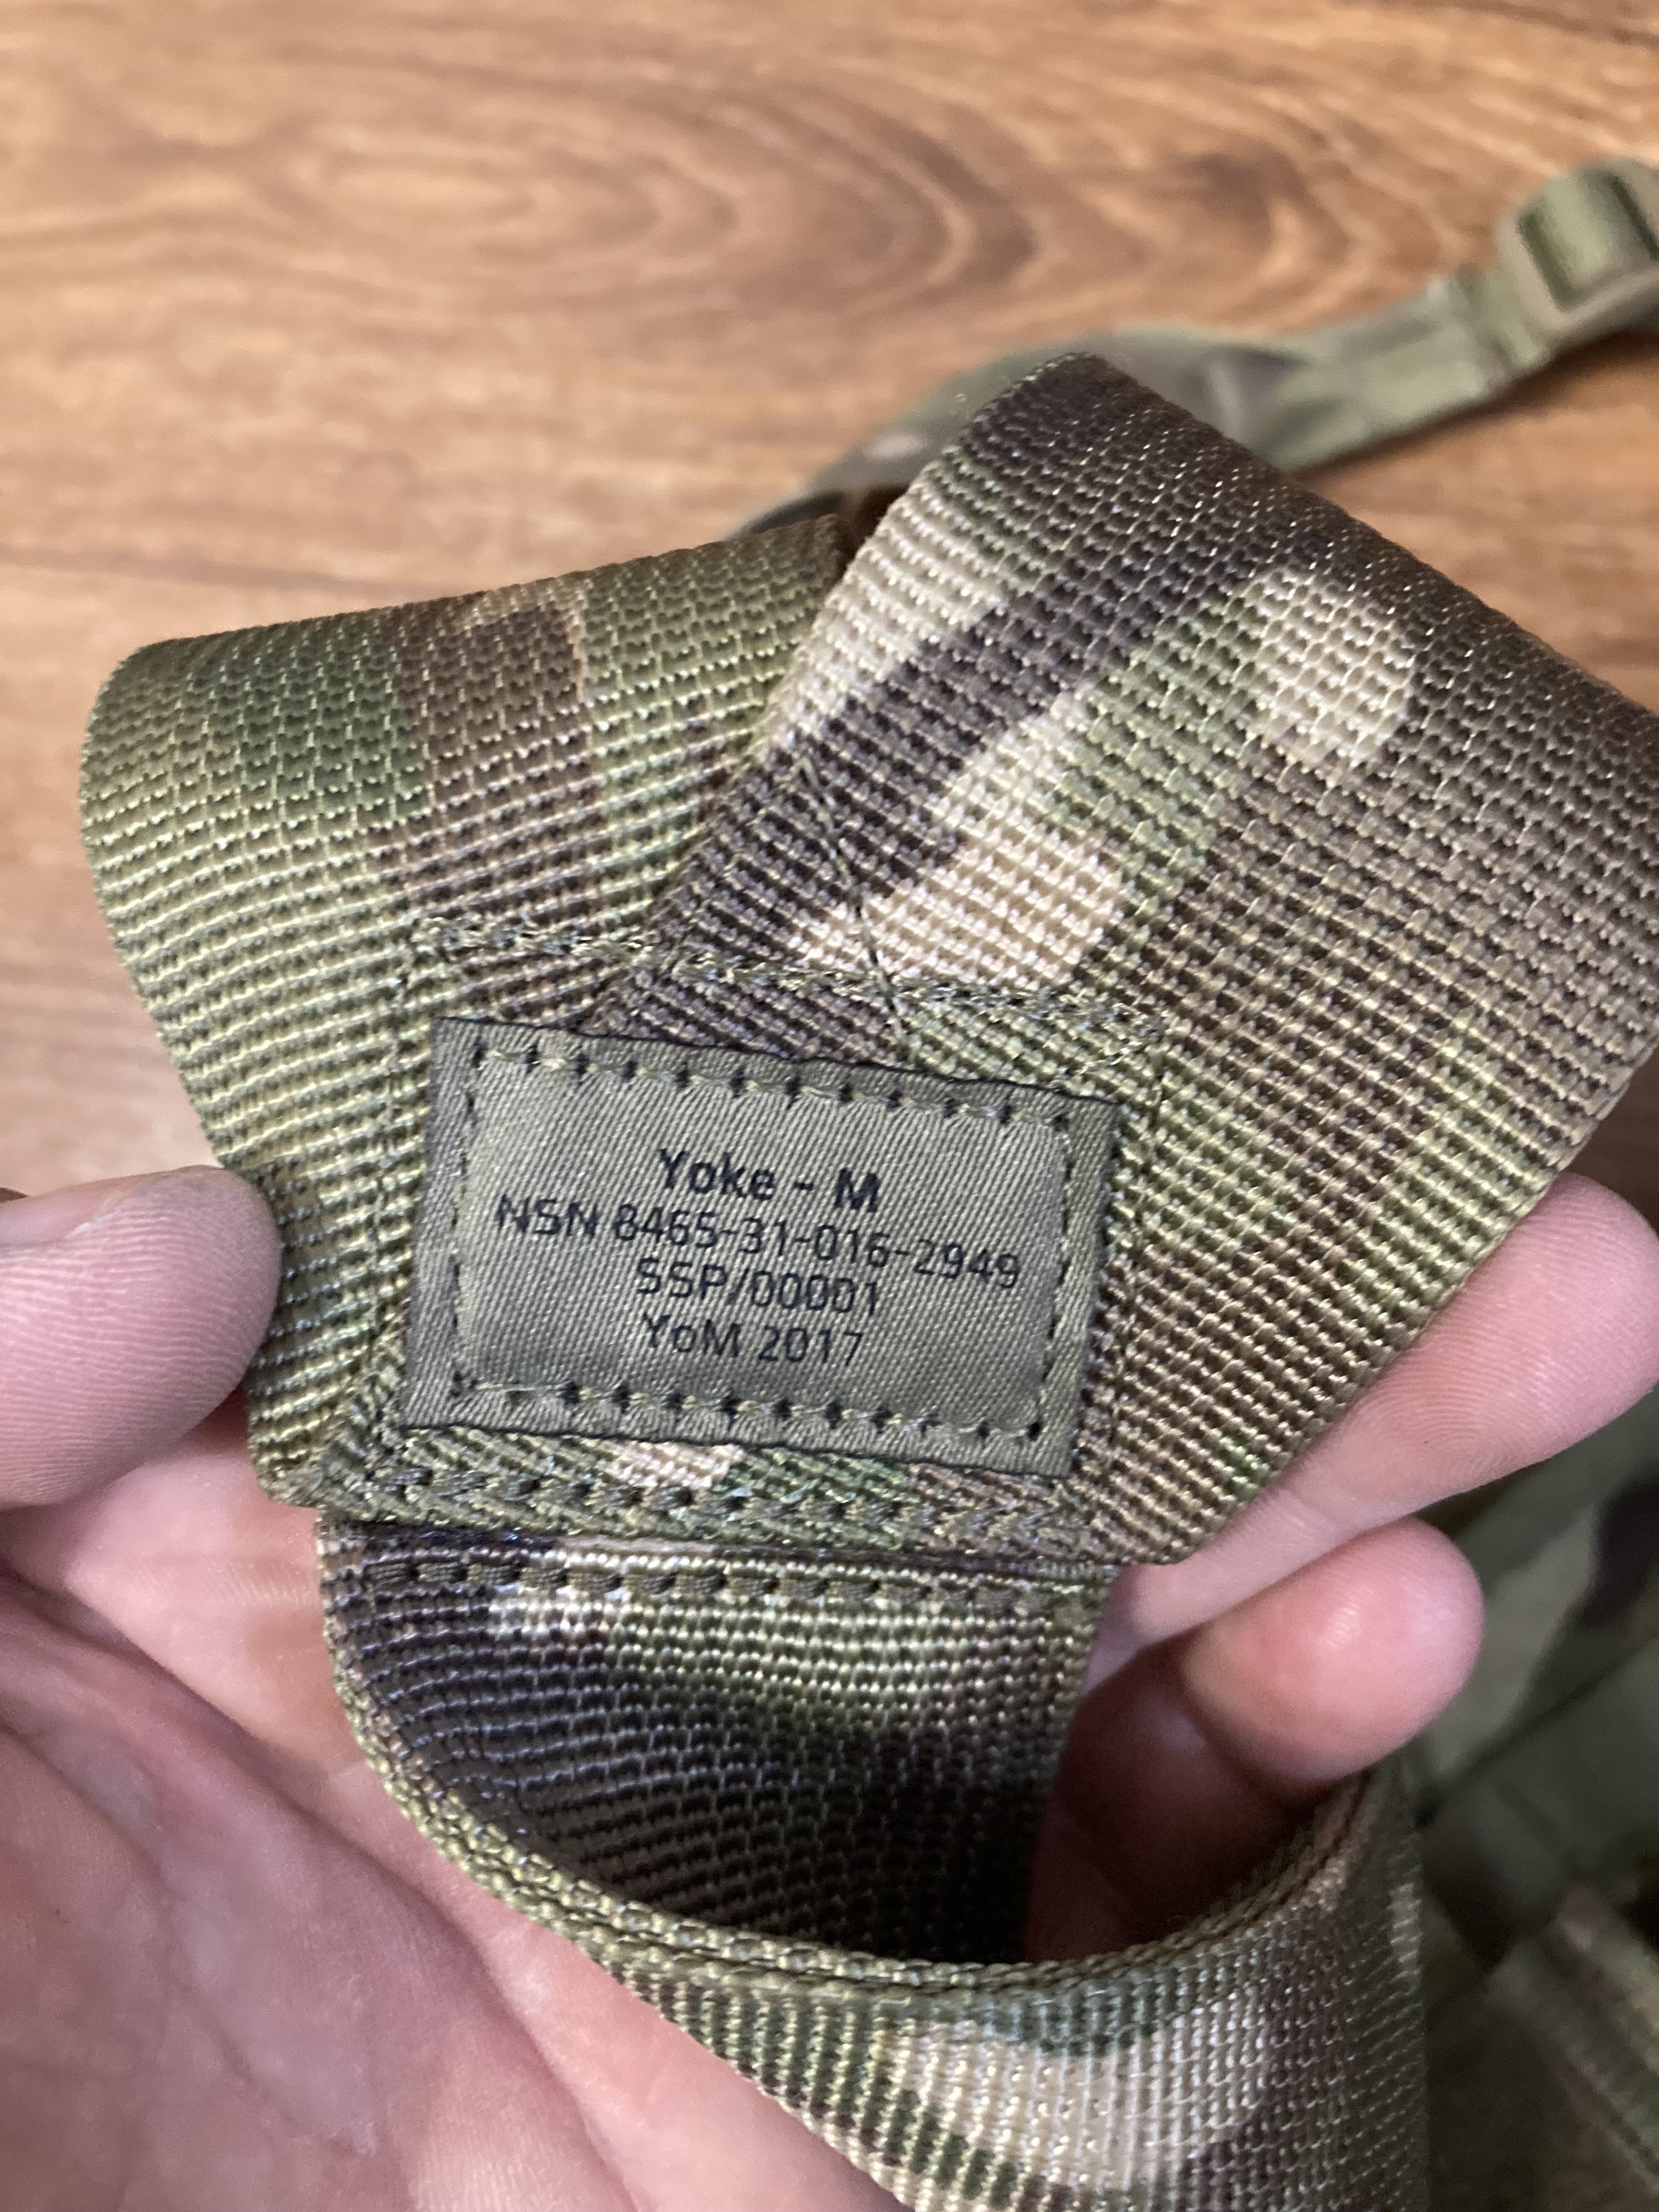 Yoke - M
NSN 8465-31-016-2949
SSP/00001
YoM 2017